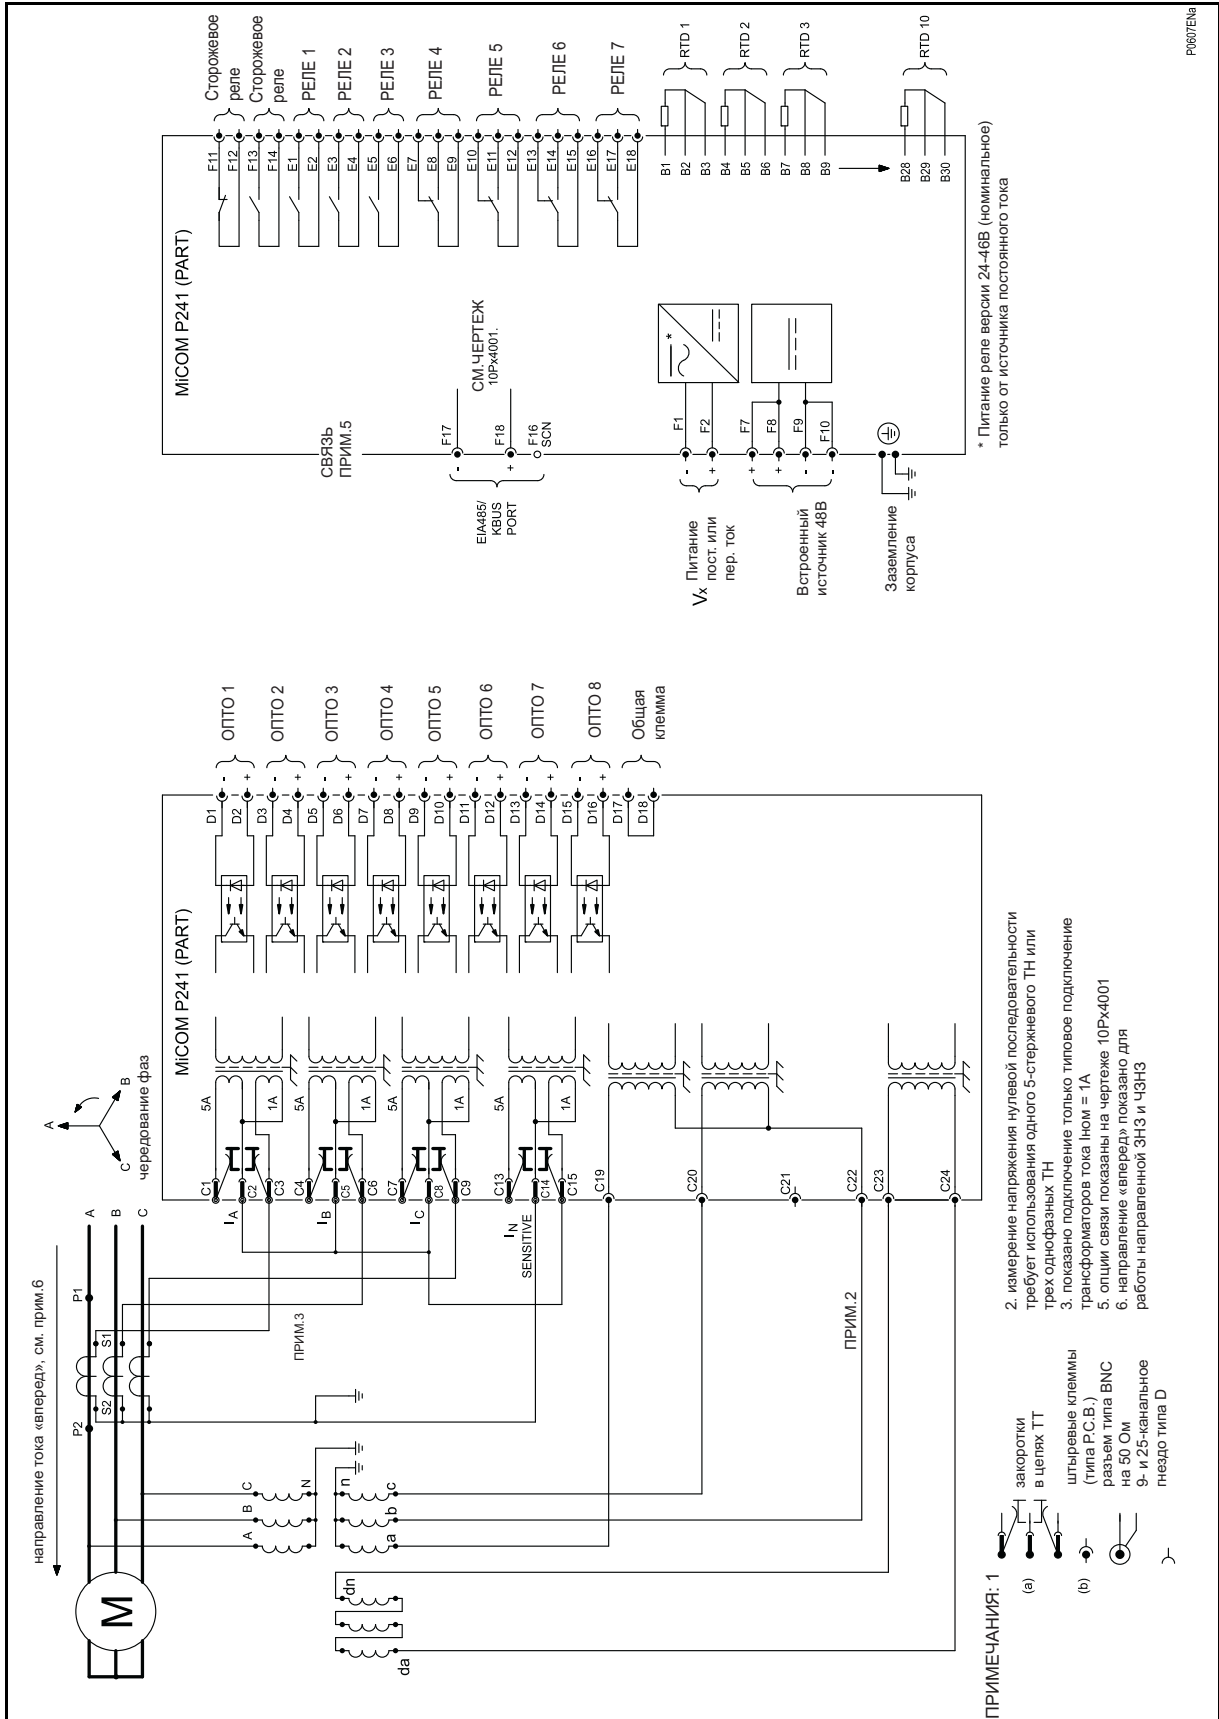 P0607ENa
MiCOM P241 (PART)
Сторожевое
реле
Сторожевое
реле
РЕЛЕ 1
РЕЛЕ 2
РЕЛЕ 3
РЕЛЕ 4
РЕЛЕ 5
РЕЛЕ 6
РЕЛЕ 7
F11
F12
F13
F14
E1
E2
E3
E4
E5
E6
E7
E8
E9
E10
E11
E12
E13
E14
E15
E16
E17
E18
RTD 1
RTD 2
RTD 3
RTD 10
B1
B2
B3
B4
B5
B6
B7
B8
B9
B28
B29
B30
СВЯЗЬ
ПРИМ.5
СМ.ЧЕРТЕЖ
10Px4001.
F17
F18
F16
SCN
-
+
EIA485/
KBUS
PORT
F1
F2
F7
F8
F9
F10
*
-
+
+
+
-
-
Vx
Питание
пост. или
пер. ток
Встроенный
источник 48В
Заземление
корпуса
* Питание реле версии 24-46В (номинальное)
только от источника постоянного тока
направление тока «вперед», см. прим.6
A
B
C
чередование фаз
MiCOM P241 (PART)
ОПТО 1
ОПТО 2
ОПТО 3
ОПТО 4
ОПТО 5
ОПТО 6
ОПТО 7
ОПТО 8
Общая
клемма
-
+
-
+
-
+
-
+
-
+
-
+
-
+
-
+
D1
D2
D3
D4
D5
D6
D7
D8
D9
D10
D11
D12
D13
D14
D15
D16
D17
D18
5A
1A
5A
1A
5A
1A
5A
1A
C1
C2
C3
C4
C5
C6
C7
C8
C9
C13
C14
C15
C19
C20
C21
C22
C23
C24
IA
IB
IC
IN
SENSITIVE
A
B
C
P1
P2
S1
S2
M
ПРИМ.3
ПРИМ.2
A
B
C
N
n
a
b
c
dn
da
ПРИМЕЧАНИЯ: 1
(a)
закоротки
в цепях ТТ
(b)
штыревые клеммы
(типа P.C.B.)
разъем типа BNC
на 50 Ом
9- и 25-канальное
гнездо типа D
2. измерение напряжения нулевой последовательности
требует использования одного 5-стержневого ТН или
трех однофазных ТН
3. показано подключение только типовое подключение
трансформаторов тока Iном = 1А
5. опции связи показаны на чертеже 10Px4001
6. направление «вперед» показано для
работы направленной ЗНЗ и ЧЗНЗ